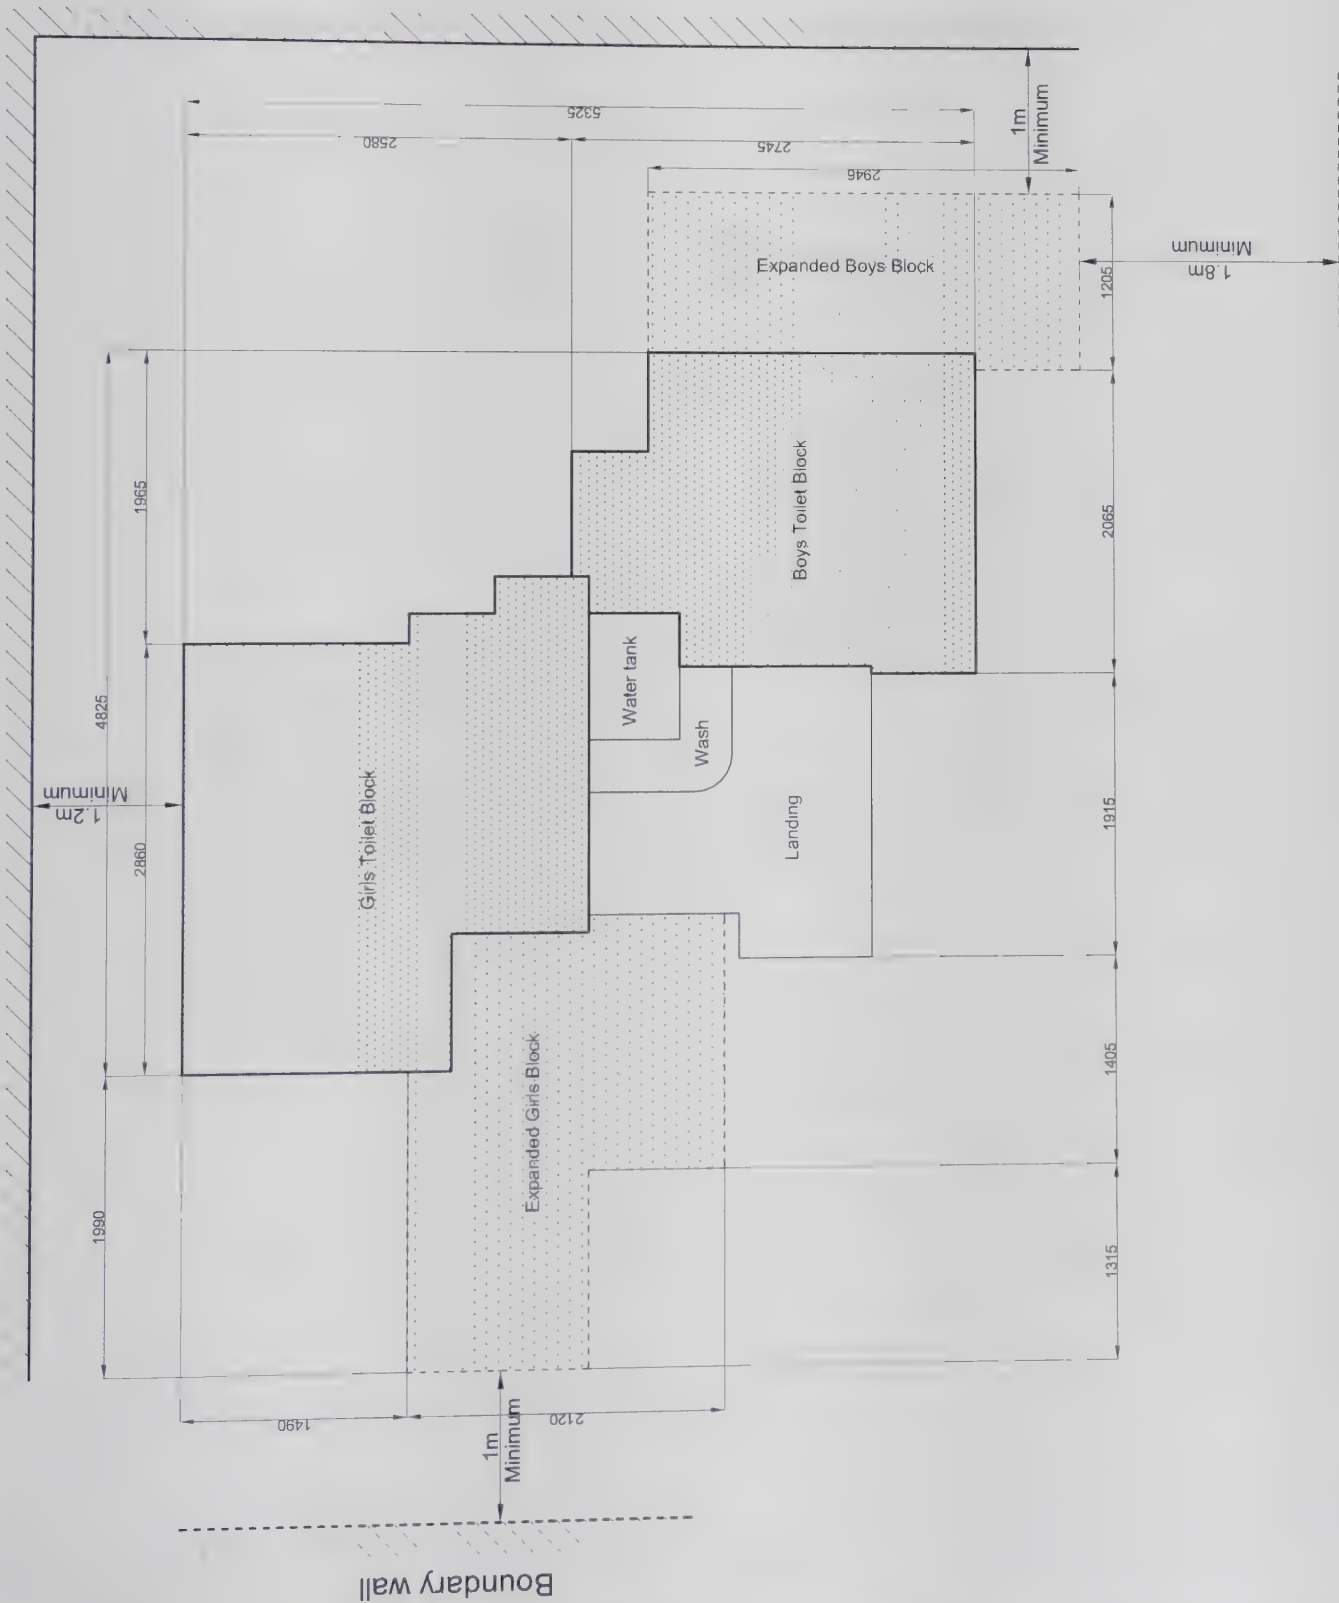 5325
2580
2745
2946
1m
Minimum
Expanded Boys Block
1205
1.8m
Minimum
4825
1965
Boys Toilet Block
2065
1.2m
Minimum
2860
Girls Toilet Block
Water tank
Wash
Landing
1915
Expanded Girls Block
1405
1990
1315
1490
2120
1m
Minimum
Boundary wall